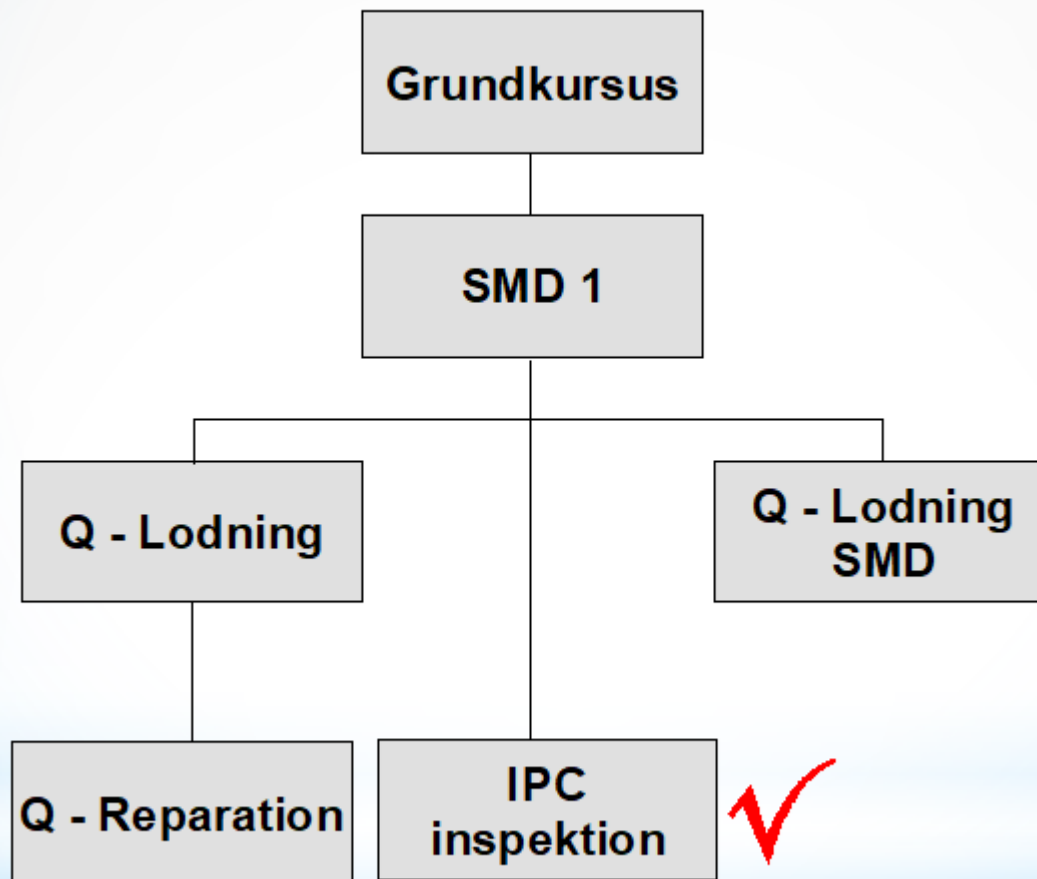 Grundkursus
SMD 1
Q - Lodning
Q - Lodning
SMD
Q - Reparation
IPC
inspektion